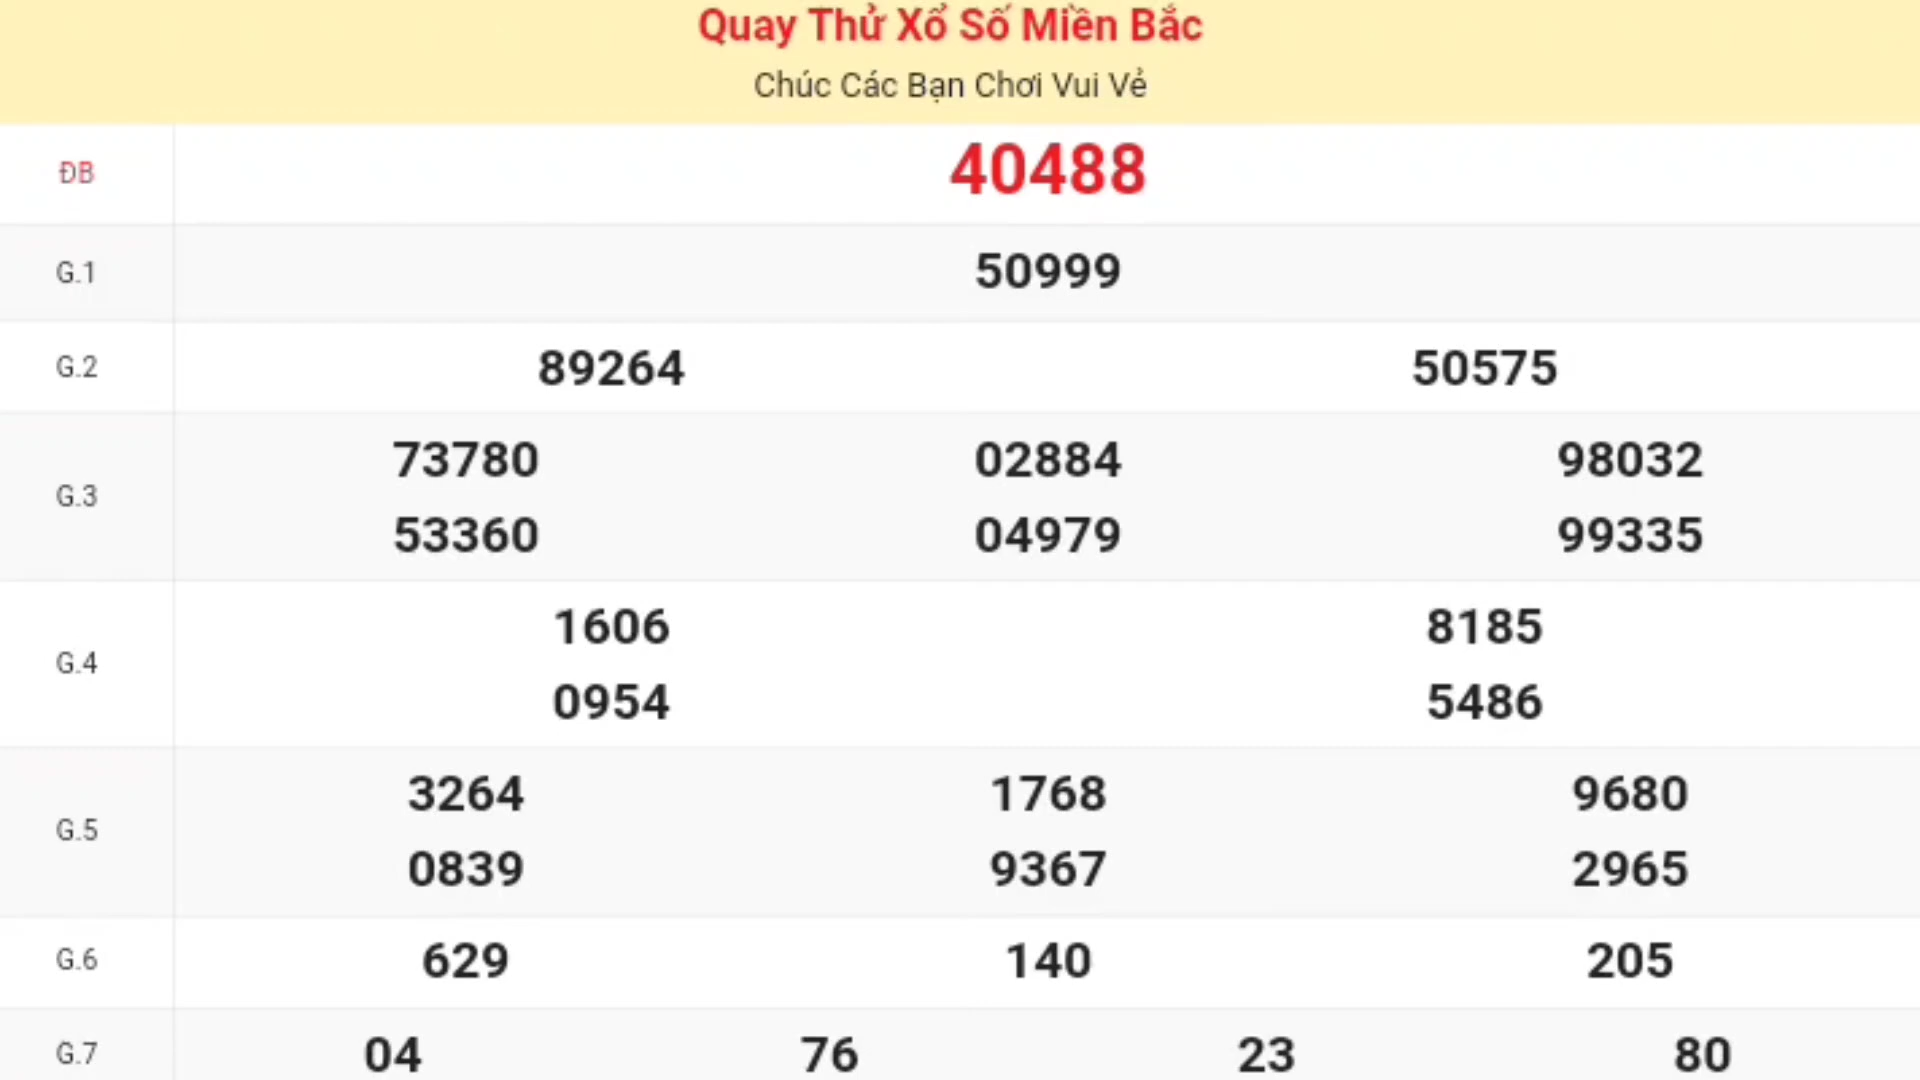 Quay Thử Xổ Số Miền Bắc
Chúc Các Bạn Chơi Vui Vẻ
ĐB 40488
G.1 50999
G.2 89264 50575
G.3 73780 02884 98032
53360 04979 99335
G.4 1606 8185
0954 5486
G.5 3264 1768 9680
0839 9367 2965
G.6 629 140 205
G.7 04 76 23 80